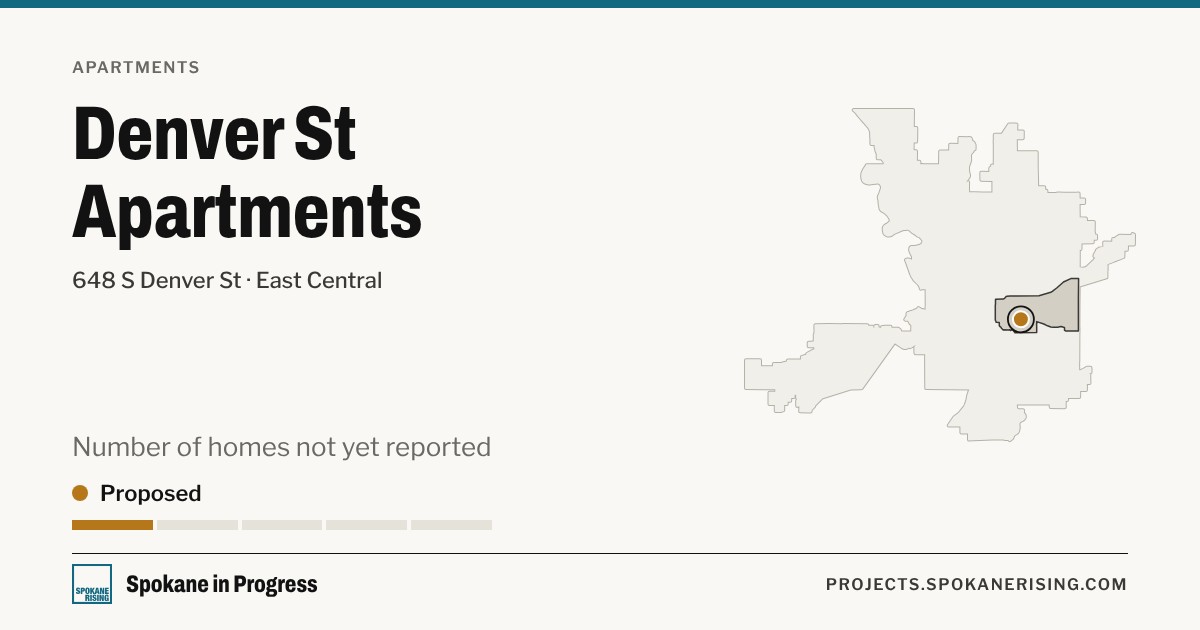 APARTMENTS
Denver St
Apartments
648 S Denver St · East Central
Number of homes not yet reported
Proposed
SPOKANE
RISING
Spokane in Progress
PROJECTS.SPOKANERISING.COM